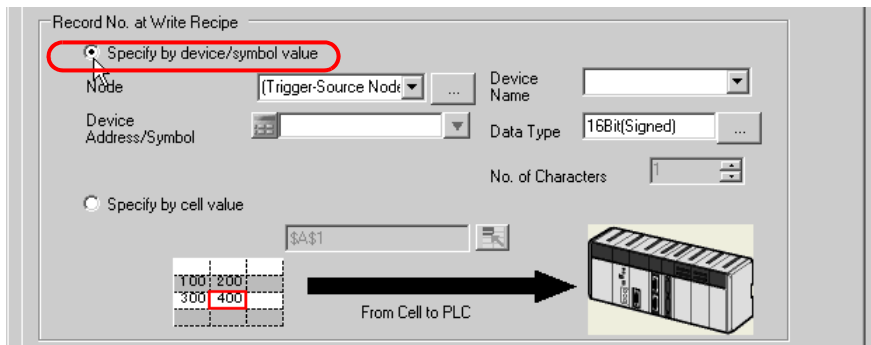 Record No. at Write Recipe
Specify by device/symbol value
Node
(Trigger-Source Node
...
Device
Name
Device
Address/Symbol
Data Type
16Bit(Signed)
...
No. of Characters
1
Specify by cell value
$A$1
100 200
300 400
From Cell to PLC